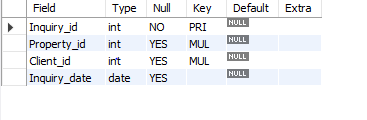 Field Type Null Key Default Extra
Inquiry_id int NO PRI NULL
Property_id int YES MUL NULL
Client_id int YES MUL NULL
Inquiry_date date YES NULL